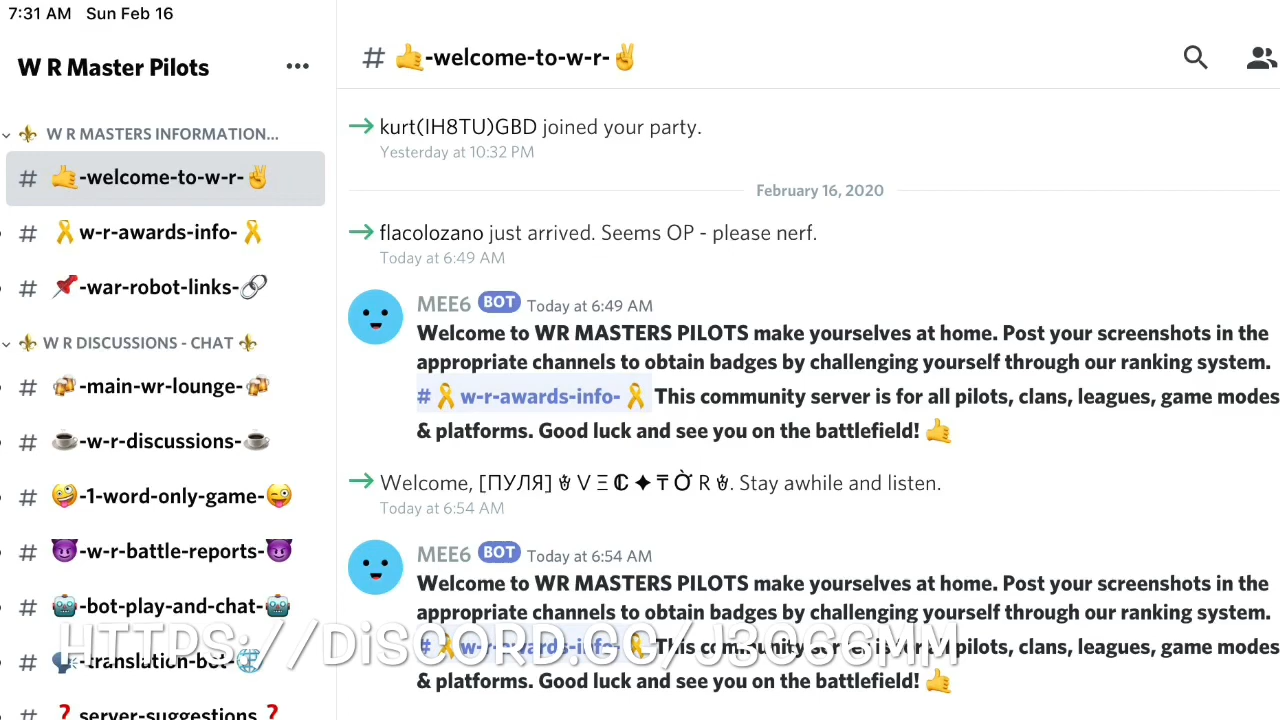 7:31 AM Sun Feb 16
W R Master Pilots
W R MASTERS INFORMATION...
# 🤙-welcome-to-w-r-✌️
# 🎗️w-r-awards-info-🎗️
# 📌-war-robot-links-🔗
⚜️ W R DISCUSSIONS - CHAT ⚜️
# 🍻-main-wr-lounge-🍻
# ☕-w-r-discussions-☕
# 🤪-1-word-only-game-😜
# 😈-w-r-battle-reports-😈
# 🤖-bot-play-and-chat-🤖
# 🗣️-translation-bot-🌐
# ❓server-suggestions❓
# 🤙-welcome-to-w-r-✌️
kurt(IH8TU)GBD joined your party.
Yesterday at 10:32 PM
February 16, 2020
flacolozano just arrived. Seems OP - please nerf.
Today at 6:49 AM
MEE6 BOT Today at 6:49 AM
Welcome to WR MASTERS PILOTS make yourselves at home. Post your screenshots in the
appropriate channels to obtain badges by challenging yourself through our ranking system.
# 🎗️w-r-awards-info-🎗️ This community server is for all pilots, clans, leagues, game modes
& platforms. Good luck and see you on the battlefield! 🤙
Welcome, [ПУЛЯ] V Ξ ℂ ✦ ₸ Ờ R. Stay awhile and listen.
Today at 6:54 AM
MEE6 BOT Today at 6:54 AM
Welcome to WR MASTERS PILOTS make yourselves at home. Post your screenshots in the
appropriate channels to obtain badges by challenging yourself through our ranking system.
# 🎗️w-r-awards-info-🎗️ This community server is for all pilots, clans, leagues, game modes
& platforms. Good luck and see you on the battlefield! 🤙